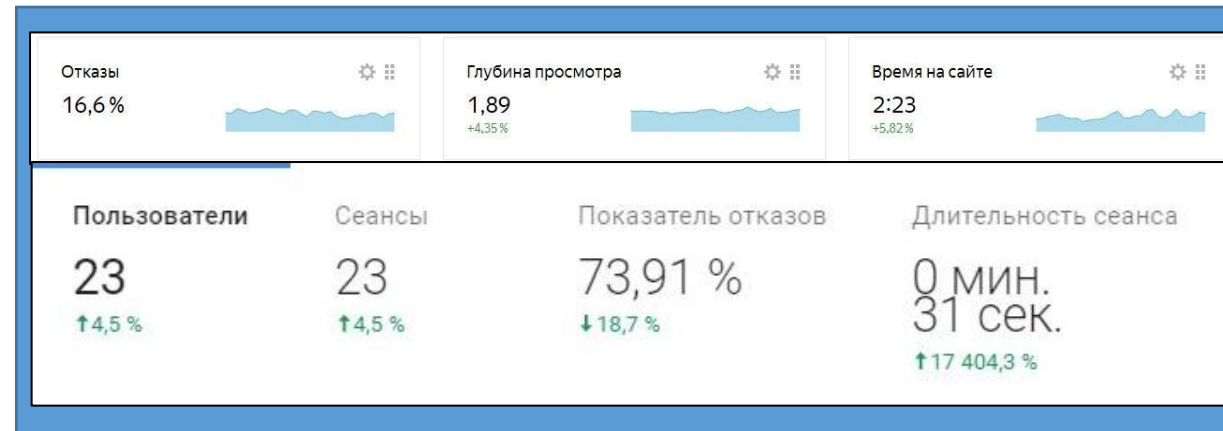 Отказы
16,6 %
Глубина просмотра
1,89
+4,35 %
Время на сайте
2:23
+5,82 %
Пользователи
23
↑4,5 %
Сеансы
23
↑4,5 %
Показатель отказов
73,91 %
↓18,7 %
Длительность сеанса
0 мин.
31 сек.
↑17 404,3 %